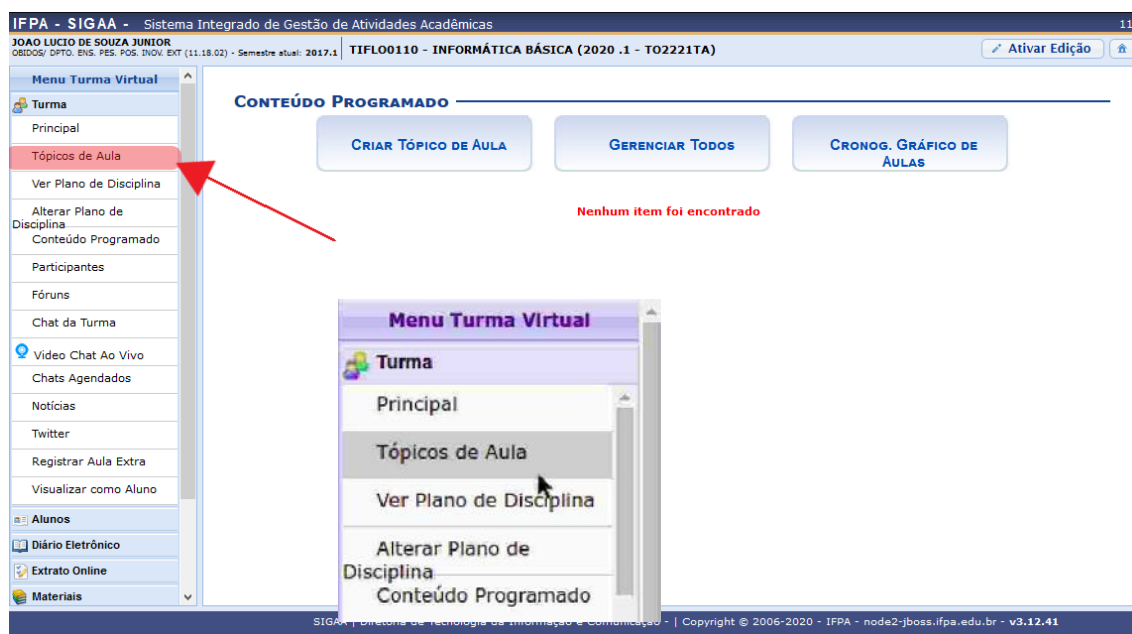 IFPA - SIGAA - Sistema Integrado de Gestão de Atividades Acadêmicas 11
JOAO LUCIO DE SOUZA JUNIOR
OBIDOS/ DPTO. ENS. PES. POS. INOV. EXT (11.18.02) - Semestre atual: 2017.1
TIFLO0110 - INFORMÁTICA BÁSICA (2020 .1 - TO2221TA)
Ativar Edição
Menu Turma Virtual
Turma
Principal
Tópicos de Aula
Ver Plano de Disciplina
Alterar Plano de
Disciplina
Conteúdo Programado
Participantes
Fóruns
Chat da Turma
Video Chat Ao Vivo
Chats Agendados
Notícias
Twitter
Registrar Aula Extra
Visualizar como Aluno
Alunos
Diário Eletrônico
Extrato Online
Materiais
CONTEÚDO PROGRAMADO
CRIAR TÓPICO DE AULA
GERENCIAR TODOS
CRONOG. GRÁFICO DE
AULAS
Nenhum item foi encontrado
Menu Turma Virtual
Turma
Principal
Tópicos de Aula
Ver Plano de Disciplina
Alterar Plano de
Disciplina
Conteúdo Programado
SIGAA | Diretoria de Tecnologia da Informação e Comunicação - | Copyright © 2006-2020 - IFPA - node2-jboss.ifpa.edu.br - v3.12.41